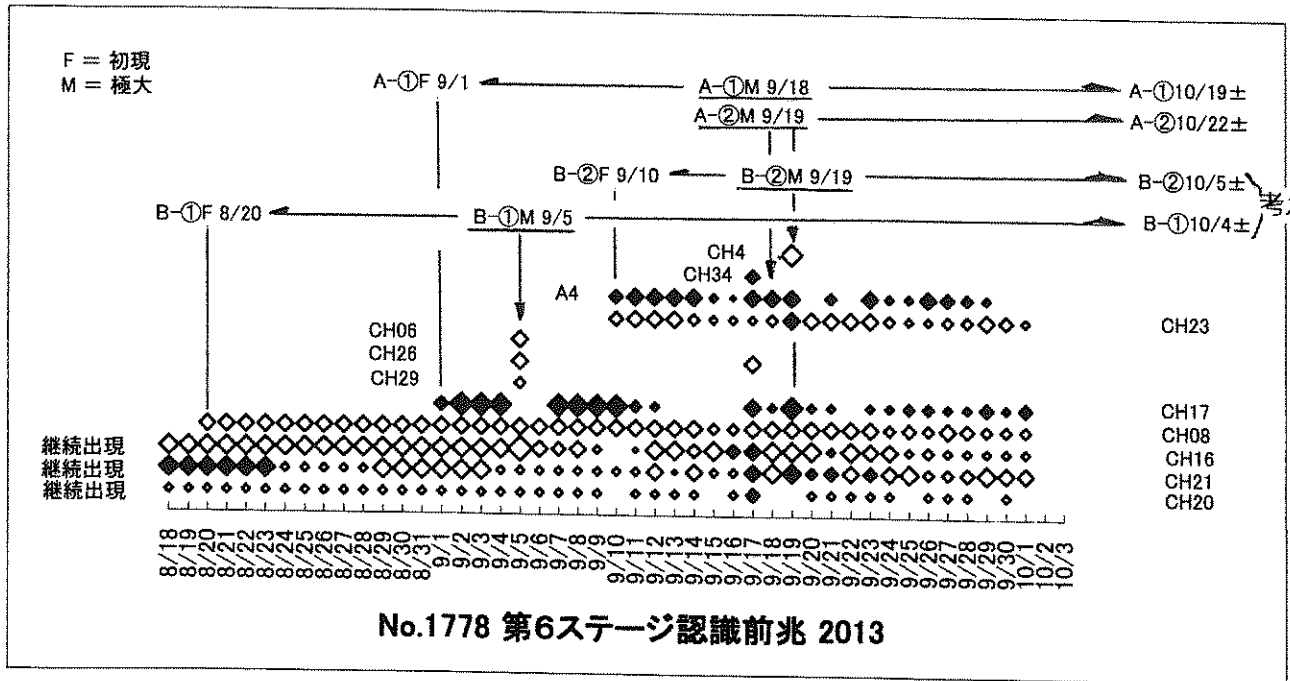 F = 初現
M = 極大
A-①F 9/1
A-①M 9/18
A-①10/19±
A-②M 9/19
A-②10/22±
B-②F 9/10
B-②M 9/19
B-②10/5±
B-①F 8/20
B-①M 9/5
B-①10/4±
考
CH4
CH34
A4
CH06
CH23
CH26
CH29
CH17
CH08
継続出現
CH16
継続出現
CH21
継続出現
CH20
8/18 8/19 8/20 8/21 8/22 8/23 8/24 8/25 8/26 8/27 8/28 8/29 8/30 8/31 9/1 9/2 9/3 9/4 9/5 9/6 9/7 9/8 9/9 9/10 9/11 9/12 9/13 9/14 9/15 9/16 9/17 9/18 9/19 9/20 9/21 9/22 9/23 9/24 9/25 9/26 9/27 9/28 9/29 9/30 10/1 10/2 10/3
No.1778 第6ステージ認識前兆 2013